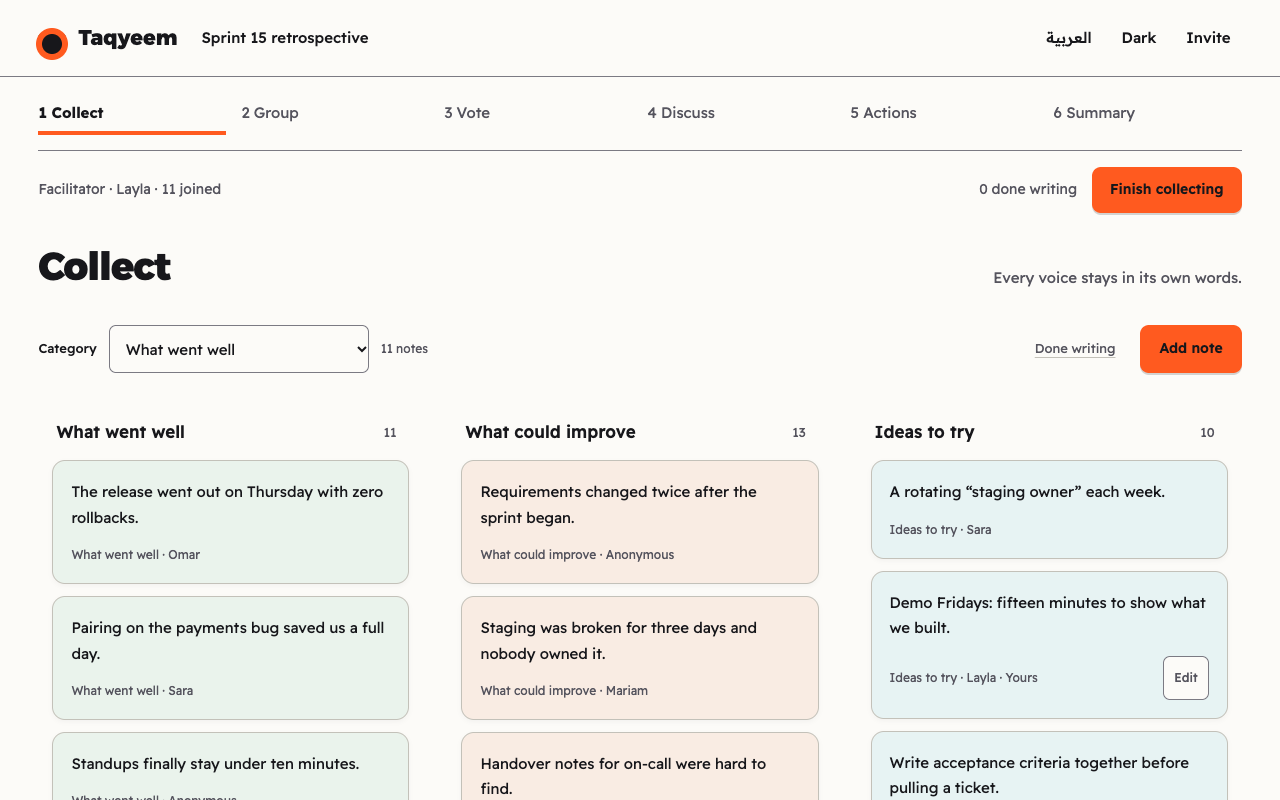 Taqyeem
Sprint 15 retrospective
العربية
Dark
Invite
1 Collect
2 Group
3 Vote
4 Discuss
5 Actions
6 Summary
Facilitator · Layla · 11 joined
0 done writing
Finish collecting
Collect
Every voice stays in its own words.
Category
What went well
11 notes
Done writing
Add note
What went well
11
The release went out on Thursday with zero
rollbacks.
What went well · Omar
Pairing on the payments bug saved us a full
day.
What went well · Sara
Standups finally stay under ten minutes.
What went well · Anonymous
What could improve
13
Requirements changed twice after the
sprint began.
What could improve · Anonymous
Staging was broken for three days and
nobody owned it.
What could improve · Mariam
Handover notes for on-call were hard to
find.
Ideas to try
10
A rotating “staging owner” each week.
Ideas to try · Sara
Demo Fridays: fifteen minutes to show what
we built.
Ideas to try · Layla · Yours
Edit
Write acceptance criteria together before
pulling a ticket.